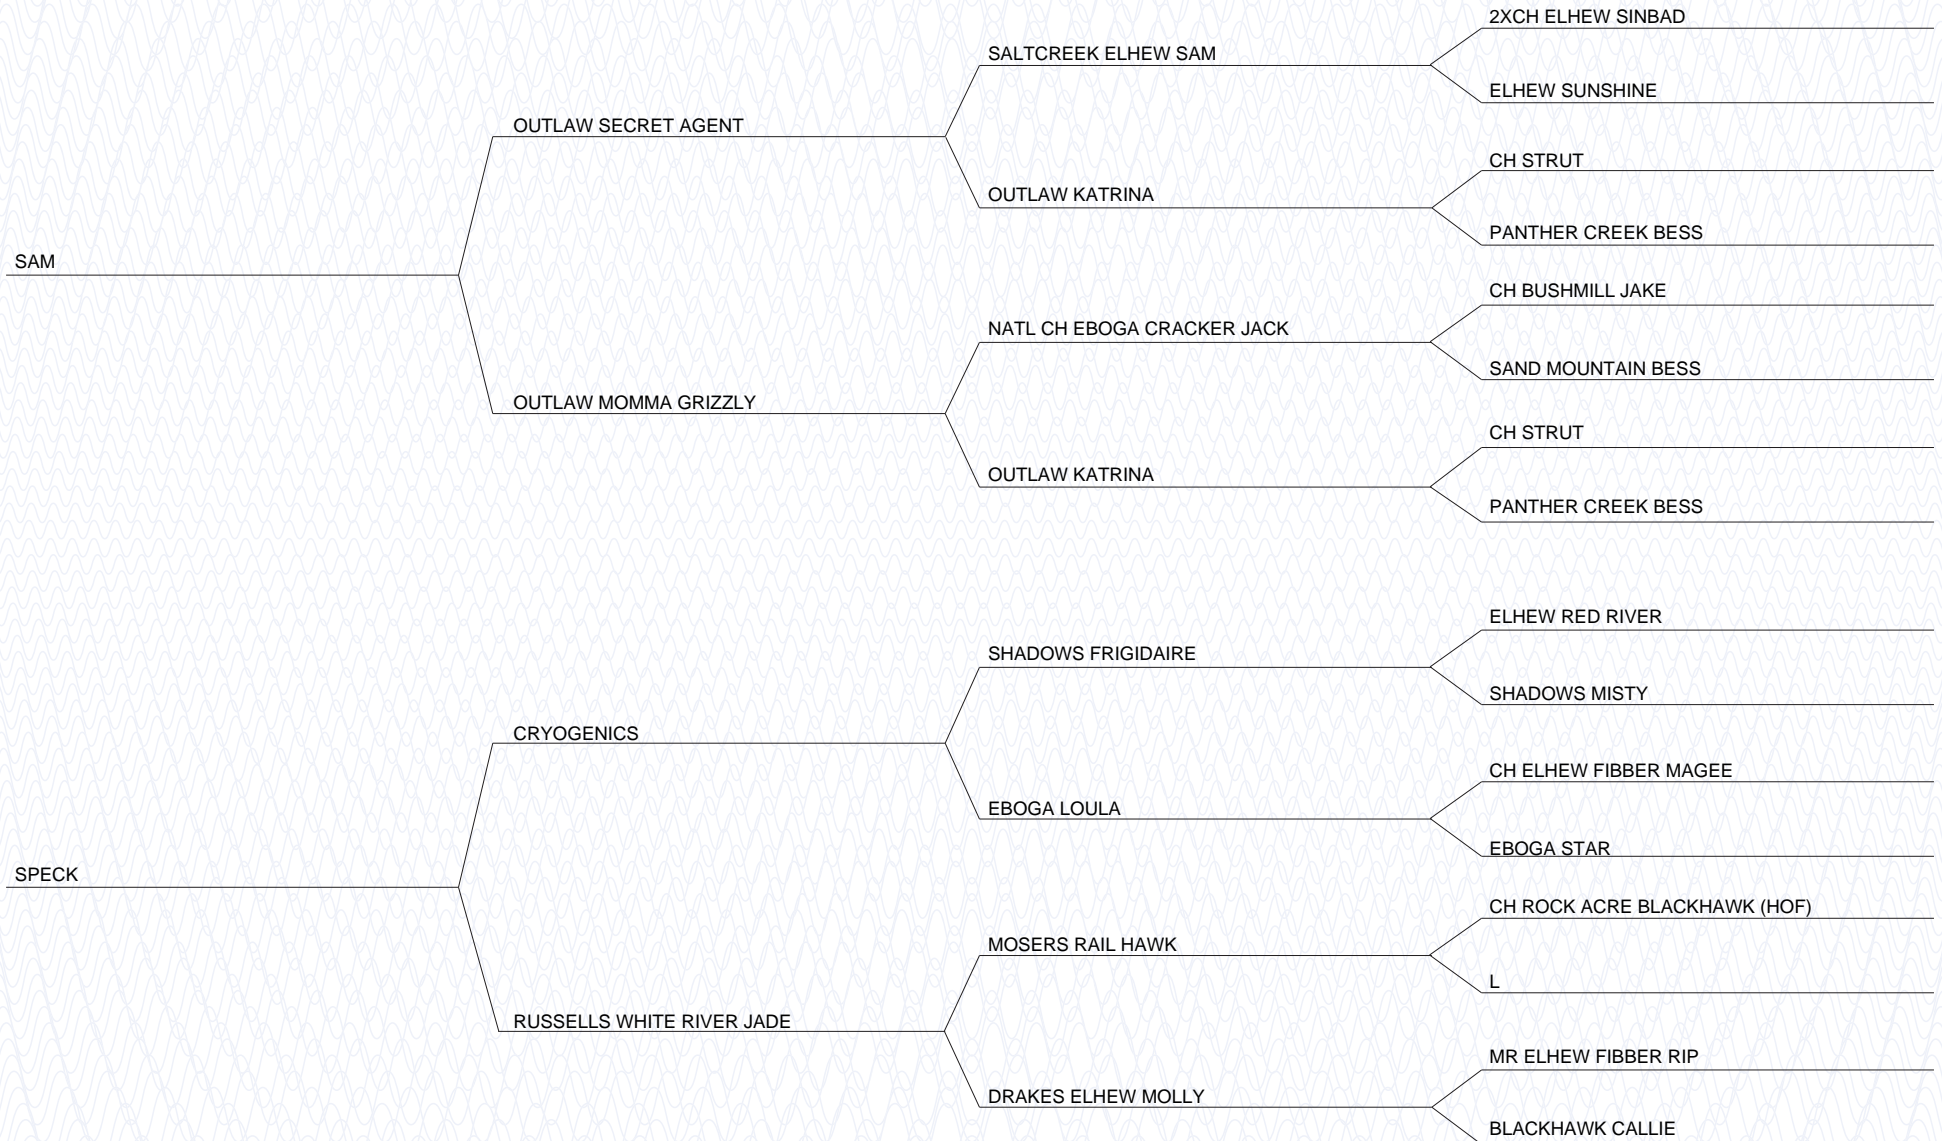 2XCH ELHEW SINBAD
SALTCREEK ELHEW SAM
ELHEW SUNSHINE
OUTLAW SECRET AGENT
CH STRUT
OUTLAW KATRINA
PANTHER CREEK BESS
SAM
CH BUSHMILL JAKE
NATL CH EBOGA CRACKER JACK
SAND MOUNTAIN BESS
OUTLAW MOMMA GRIZZLY
CH STRUT
OUTLAW KATRINA
PANTHER CREEK BESS
ELHEW RED RIVER
SHADOWS FRIGIDAIRE
SHADOWS MISTY
CRYOGENICS
CH ELHEW FIBBER MAGEE
EBOGA LOULA
EBOGA STAR
SPECK
CH ROCK ACRE BLACKHAWK (HOF)
MOSERS RAIL HAWK
L
RUSSELLS WHITE RIVER JADE
MR ELHEW FIBBER RIP
DRAKES ELHEW MOLLY
BLACKHAWK CALLIE